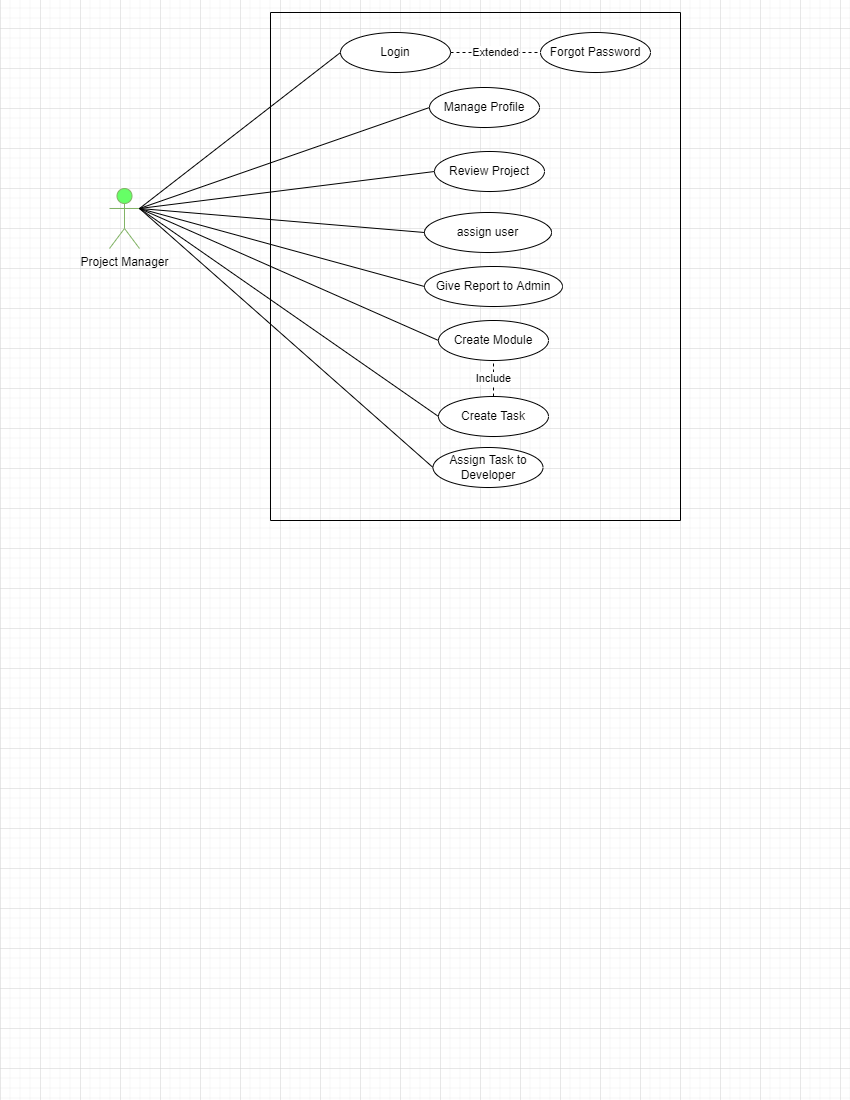 Login
Extended
Forgot Password
Manage Profile
Review Project
assign user
Project Manager
Give Report to Admin
Create Module
Include
Create Task
Assign Task to
Developer